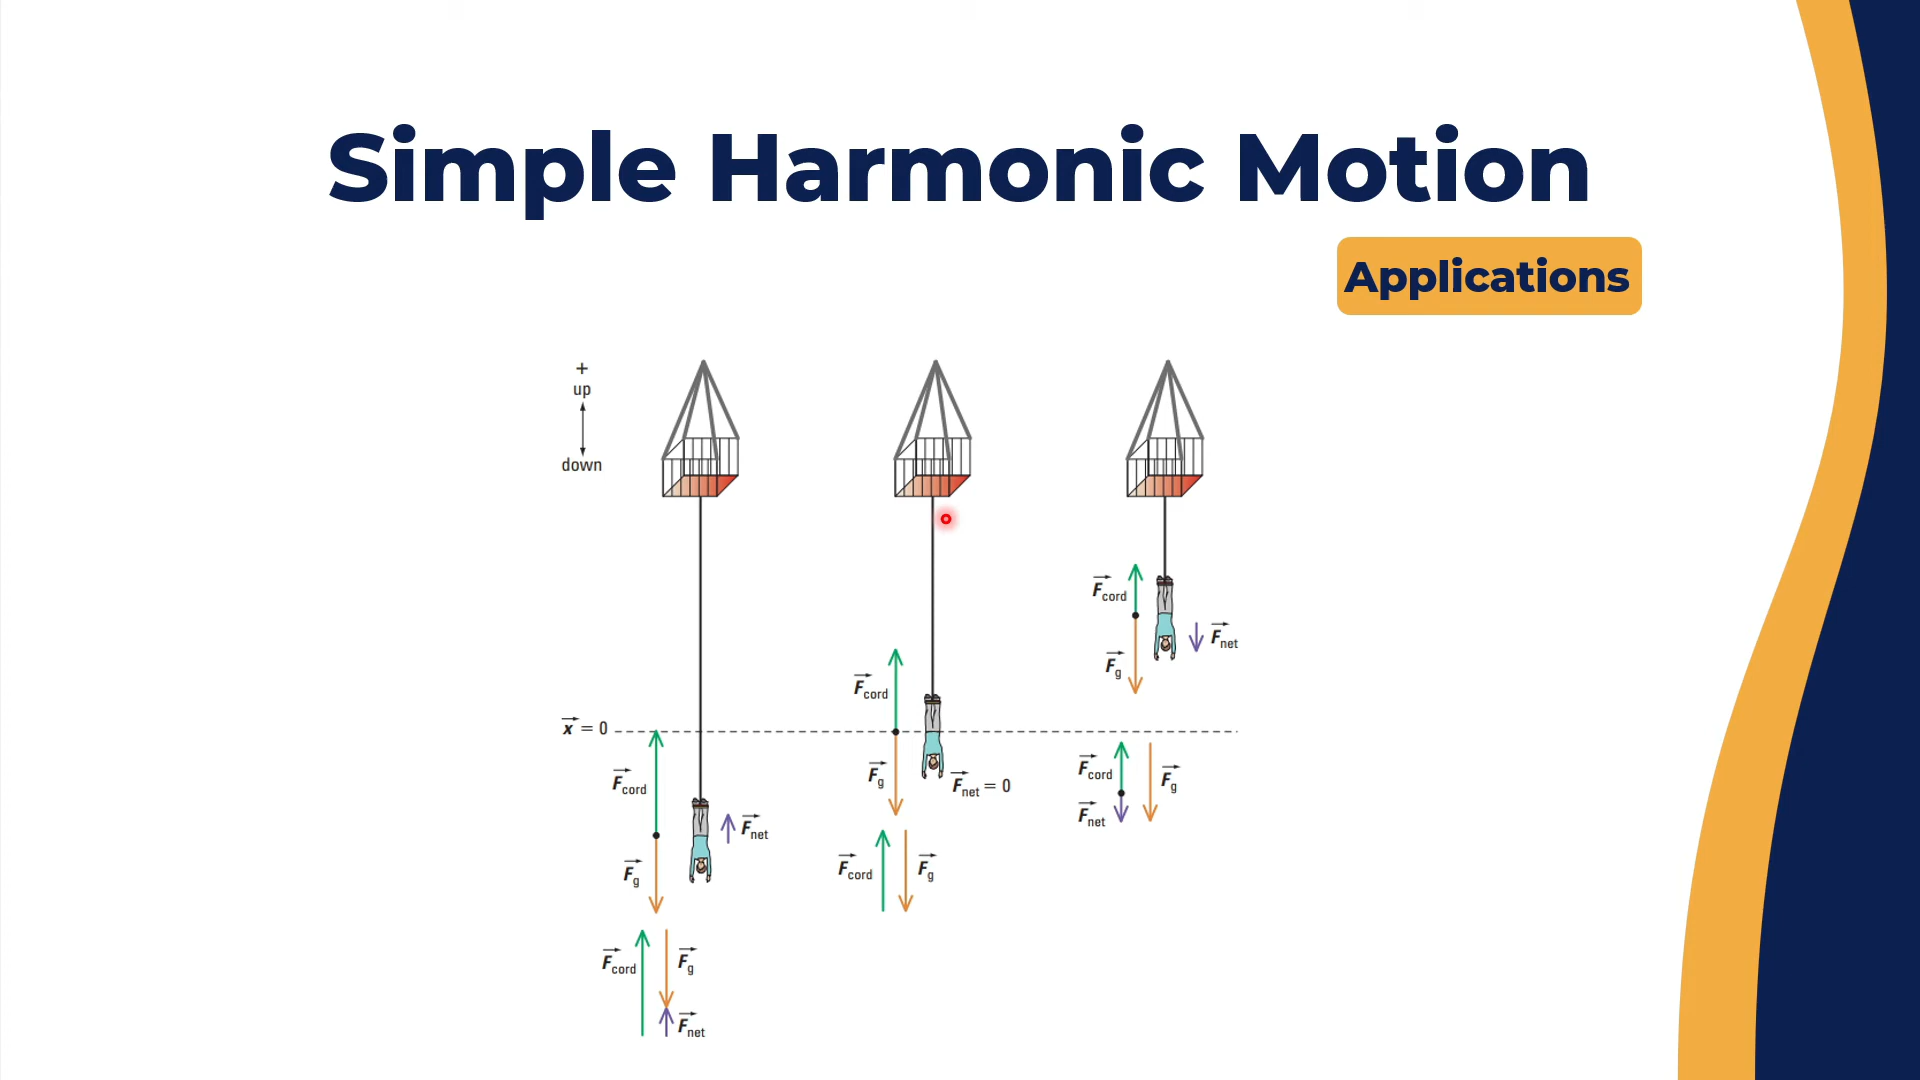 Simple Harmonic Motion
Applications
+
up
down
F⃗cord
F⃗net
F⃗g
F⃗cord
x⃗ = 0
F⃗cord
F⃗g
F⃗net = 0
F⃗cord
F⃗g
F⃗net
F⃗cord
F⃗net
F⃗g
F⃗cord
F⃗g
F⃗cord
F⃗g
F⃗net